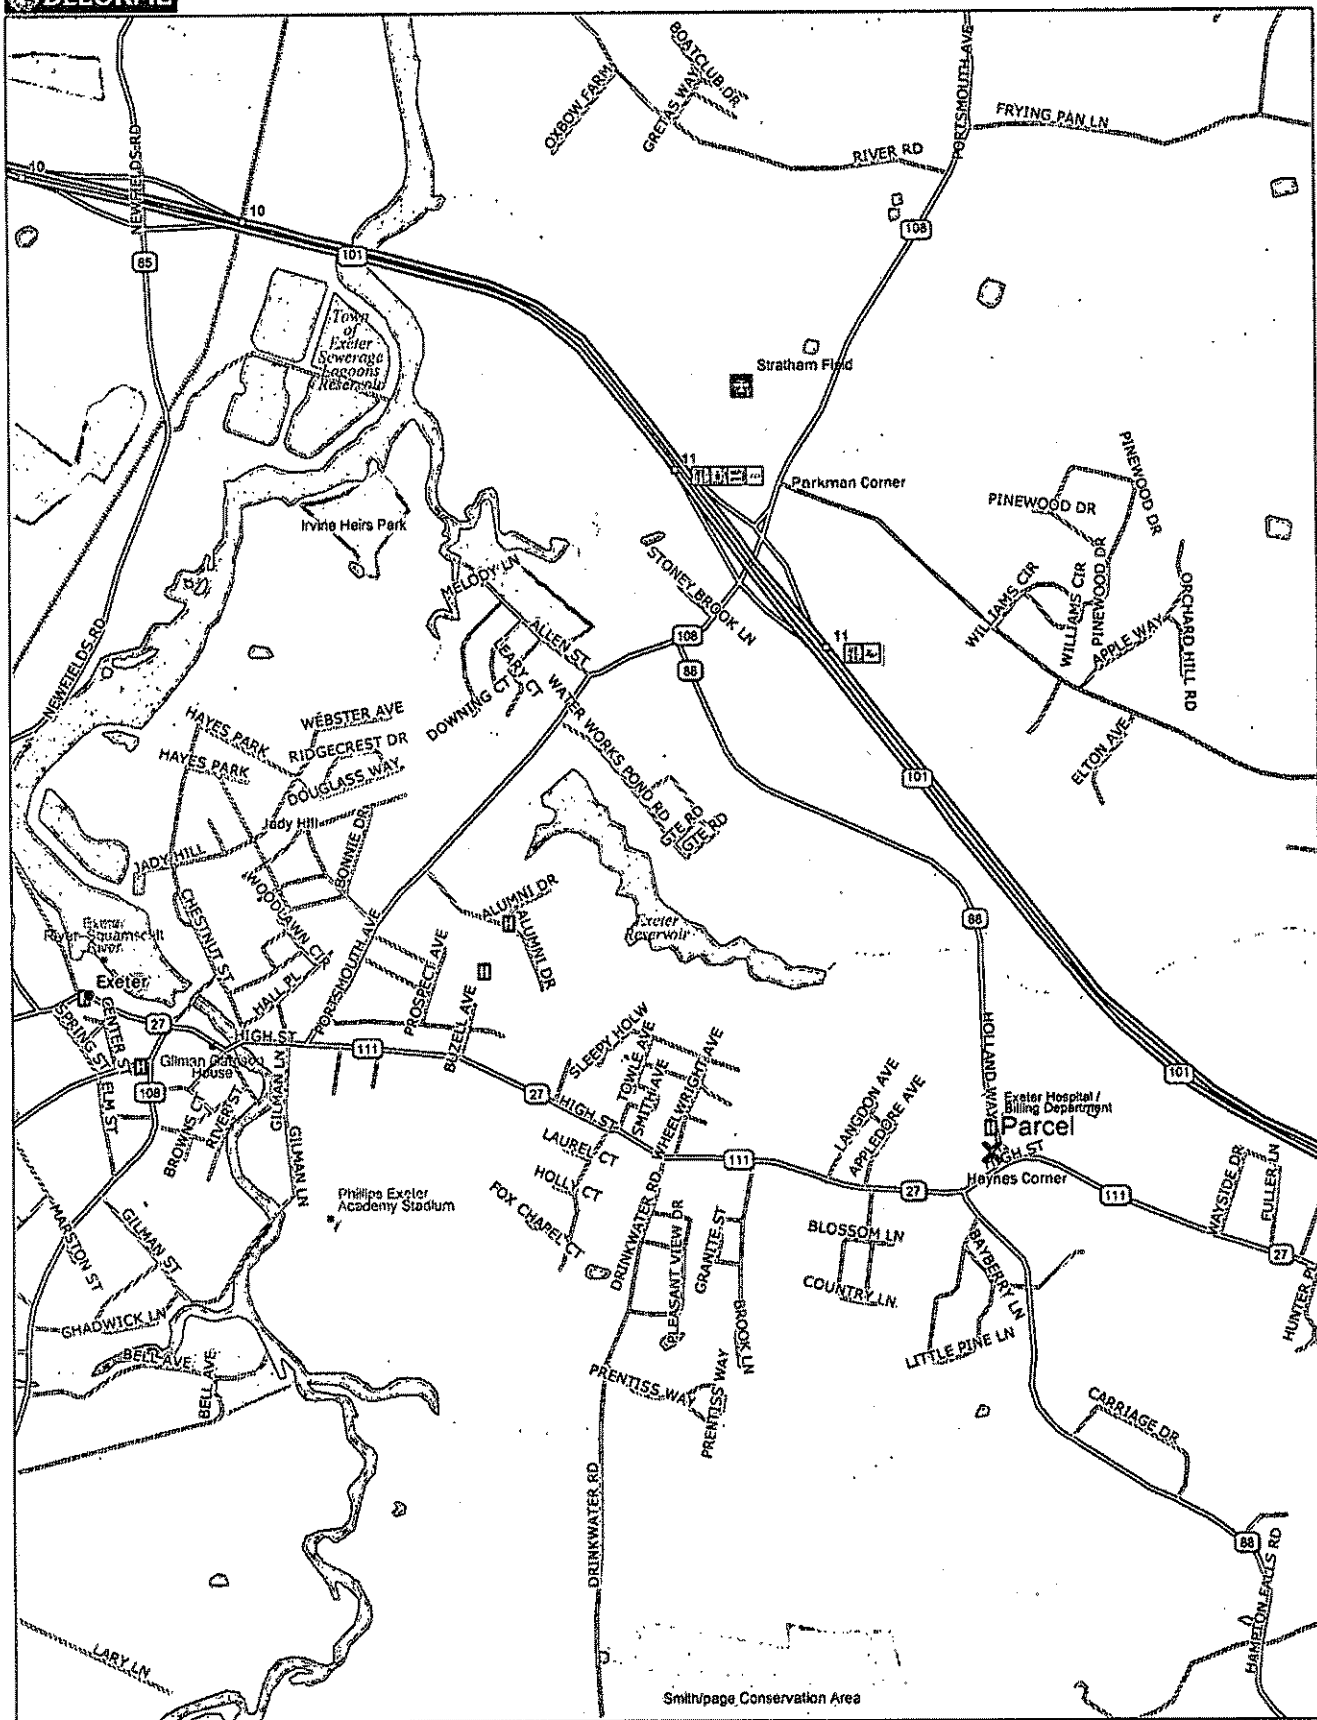 DELORME
BOATCLUB DR
PORTSMOUTH AVE
OXBOW FARM
GRETAS WAY
FRYING PAN LN
RIVER RD
NEWFIELDS RD
10
10
108
85
101
Town
of
Exeter
Sewerage
Lagoons
Reservoir
Stratham Field
11
Parkman Corner
PINEWOOD DR
PINEWOOD DR
Irvine Heirs Park
MELODY LN
STONEY BROOK LN
WILLIAMS CIR
WILLIAMS CIR
PINEWOOD DR
ORCHARD HILL RD
APPLE WAY
ALLEN ST
LEARY CT
DOWNING CT
108
88
11
NEWFIELDS RD
WATER WORKS POND RD
HAYES PARK
WEBSTER AVE
HAYES PARK
RIDGECREST DR
DOUGLASS WAY
ELTON AVE
101
GTE RD
GTE RD
Jady Hill
JADY HILL
BONNIE DR
WOODLAWN CIR
CHESTNUT ST
ALUMNI DR
H
ALUMNI DR
Exeter
Reservoir
88
Exeter
River-Squamscutt
River
PORTSMOUTH AVE
PROSPECT AVE
BUZELL AVE
Exeter
HALL PL
27
HIGH ST
CENTER ST
SPRING ST
Gilman Garrison
House
111
SLEEPY HOLW
TOWLE AVE
SMITH AVE
WHEELWRIGHT AVE
HOLLAND WAY
101
H
108
ELM ST
BROWNS CT
RIVER ST
GILMAN LN
27
HIGH ST
LANGDON AVE
APPLEDORE AVE
Exeter Hospital /
Billing Department
Parcel
HIGH ST
GILMAN LN
LAUREL CT
HOLLY CT
FOX CHAPEL CT
111
27
Haynes Corner
111
WAYSIDE DR
FULLER LN
27
Phillips Exeter
Academy Stadium
MARSTON ST
GILMAN ST
DRINKWATER RD
PLEASANT VIEW DR
GRANITE ST
BLOSSOM LN
COUNTRY LN
BAYBERRY LN
LITTLE PINE LN
HUNTER PL
CHADWICK LN
BELL AVE
BELL AVE
BROOK LN
PRENTISS WAY
PRENTISS WAY
CARRIAGE DR
DRINKWATER RD
88
HAMPTON FALLS RD
LARY LN
Smith/page Conservation Area